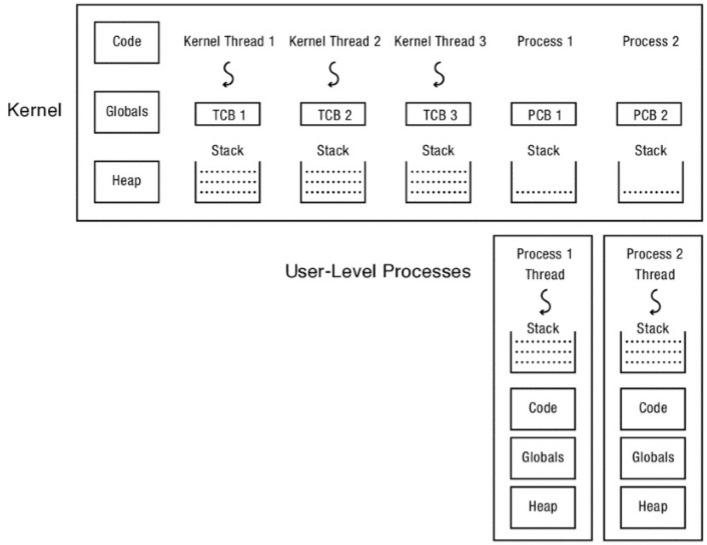 Kernel
Code
Kernel Thread 1
Kernel Thread 2
Kernel Thread 3
Process 1
Process 2
Globals
TCB 1
TCB 2
TCB 3
PCB 1
PCB 2
Heap
Stack
Stack
Stack
Stack
Stack
User-Level Processes
Process 1
Thread
Stack
Code
Globals
Heap
Process 2
Thread
Stack
Code
Globals
Heap